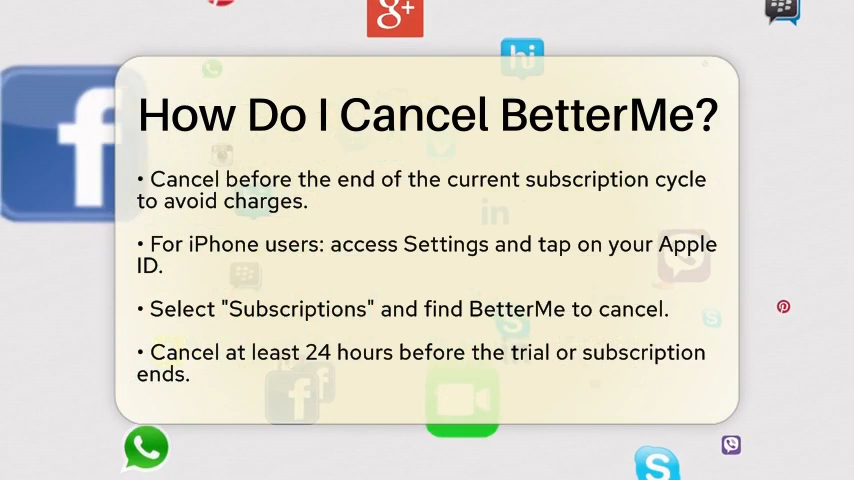 g+
hi
f
How Do I Cancel BetterMe?
• Cancel before the end of the current subscription cycle
to avoid charges.
in
• For iPhone users: access Settings and tap on your Apple
ID.
• Select "Subscriptions" and find BetterMe to cancel.
• Cancel at least 24 hours before the trial or subscription
ends.
f
S